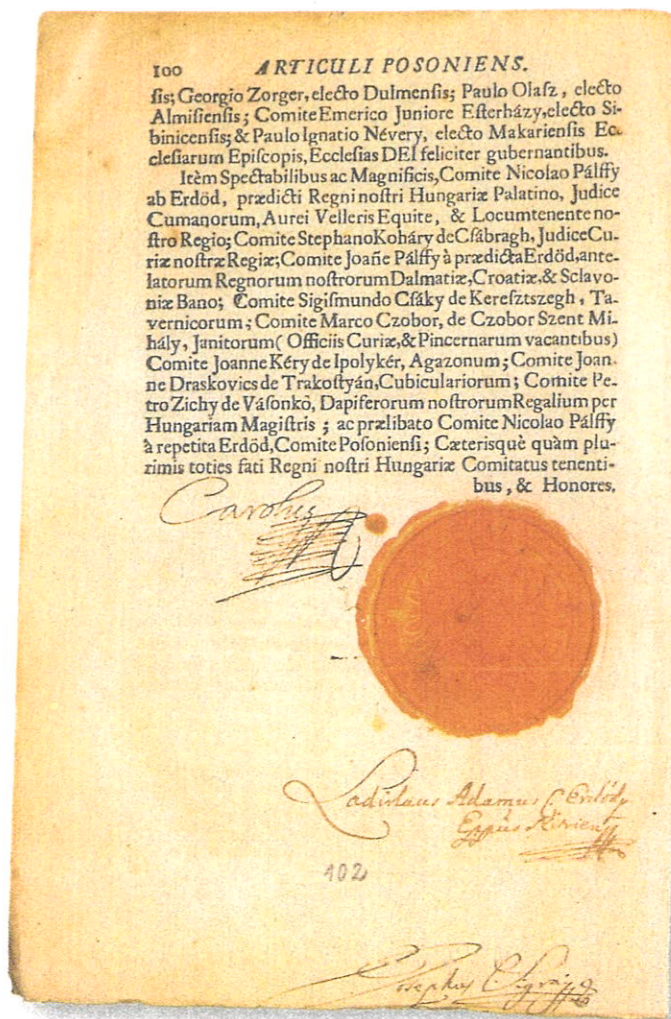 100 ARTICULI POSONIENS.
ſis; Georgio Zorger, electo Dulmenſis; Paulo Olaſz, electo
Almiſienſis; Comite Emerico Juniore Eſterházy, electo Si-
binicenſis; & Paulo Ignatio Névery, electo Makarienſis Ec-
cleſiarum Epiſcopis, Eccleſias DEI feliciter gubernantibus.
Itèm Spectabilibus ac Magnificis, Comite Nicolao Pálffy
ab Erdöd, prædicti Regni noſtri Hungariæ Palatino, Judice
Cumanorum, Aurei Velleris Equite, & Locumtenente no-
ſtro Regio; Comite Stephano Koháry de Cſábragh, Judice Cu-
riæ noſtræ Regiæ; Comite Joañe Pálffy à prædicta Erdöd, ante-
latorum Regnorum noſtrorum Dalmatiæ, Croatiæ, & Sclavo-
niæ Bano; Comite Sigiſmundo Cſáky de Kereſztszegh, Ta-
vernicorum; Comite Marco Czobor, de Czobor Szent Mi-
hály, Janitorum (Officiis Curiæ, & Pincernarum vacantibus)
Comite Joanne Kéry de Ipolykér, Agazonum; Comite Joan-
ne Draskovics de Trakoſtyán, Cubiculariorum; Comite Pe-
tro Zichy de Váſonkö, Dapiferorum noſtrorum Regalium per
Hungariam Magiſtris; ac prælibato Comite Nicolao Pálffy
à repetita Erdöd, Comite Poſonienſi; Cæterisquè quàm plu-
rimis toties fati Regni noſtri Hungariæ Comitatus tenenti-
bus, & Honores.
Carolus
Ladislaus Adamus C. Erdődy
Eppus
102
Josephus C.